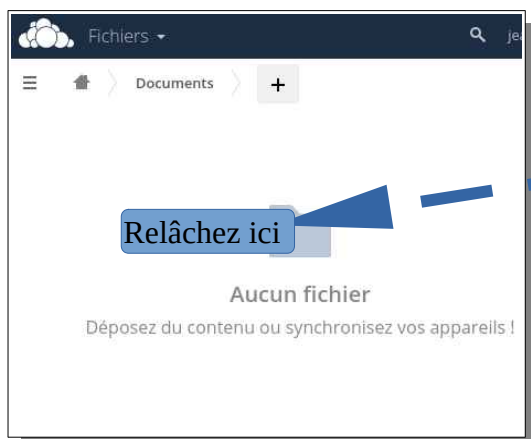 Fichiers
Documents
+
Relâchez ici
Aucun fichier
Déposez du contenu ou synchronisez vos appareils !